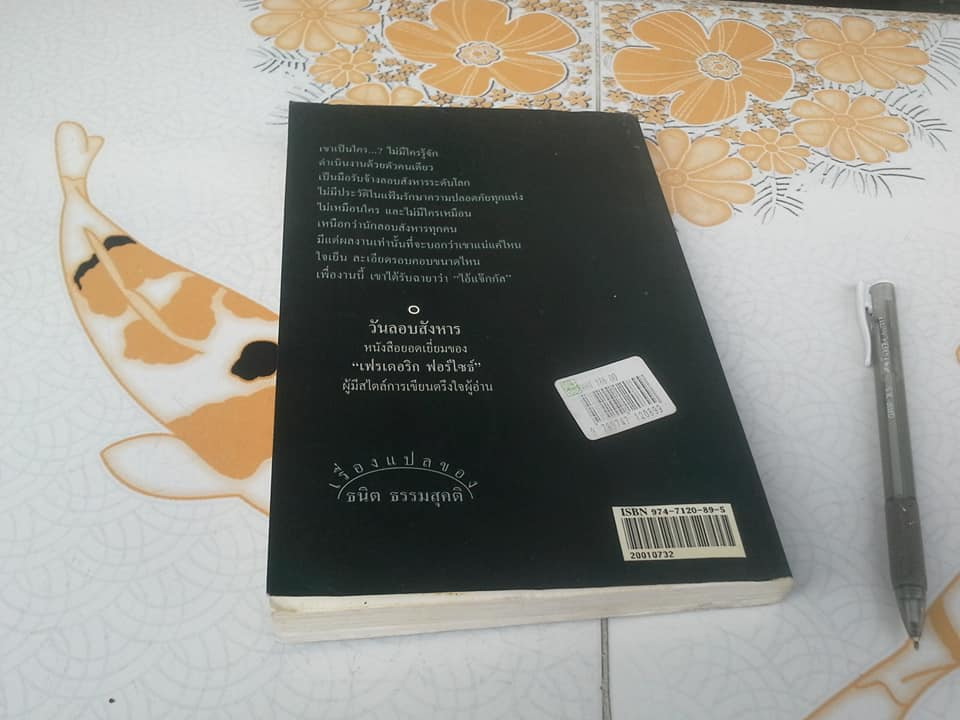 เขาเป็นใคร...? ไม่มีใครรู้จัก
ดำเนินงานด้วยตัวคนเดียว
เป็นมือรับจ้างลอบสังหารระดับโลก
ไม่มีประวัติในแฟ้มรักษาความปลอดภัยทุกแห่ง
ไม่เหมือนใคร และไม่มีใครเหมือน
เหนือกว่านักลอบสังหารทุกคน
มีแต่ผลงานเท่านั้นที่จะบอกว่าเขาแน่แค่ไหน
ใจเย็น ละเอียดรอบคอบขนาดไหน
เพื่องานนี้ เขาได้รับฉายาว่า “ไอ้แจ๊กกัล”
วันลอบสังหาร
หนังสือยอดเยี่ยมของ
“เฟรเดอริก ฟอร์ไซธ์”
ผู้มีสไตล์การเขียนตรึงใจผู้อ่าน
เรื่องแปลของ
ธนิต ธรรมสุคติ
9 789747 120899
ISBN 974-7120-89-5
20010732